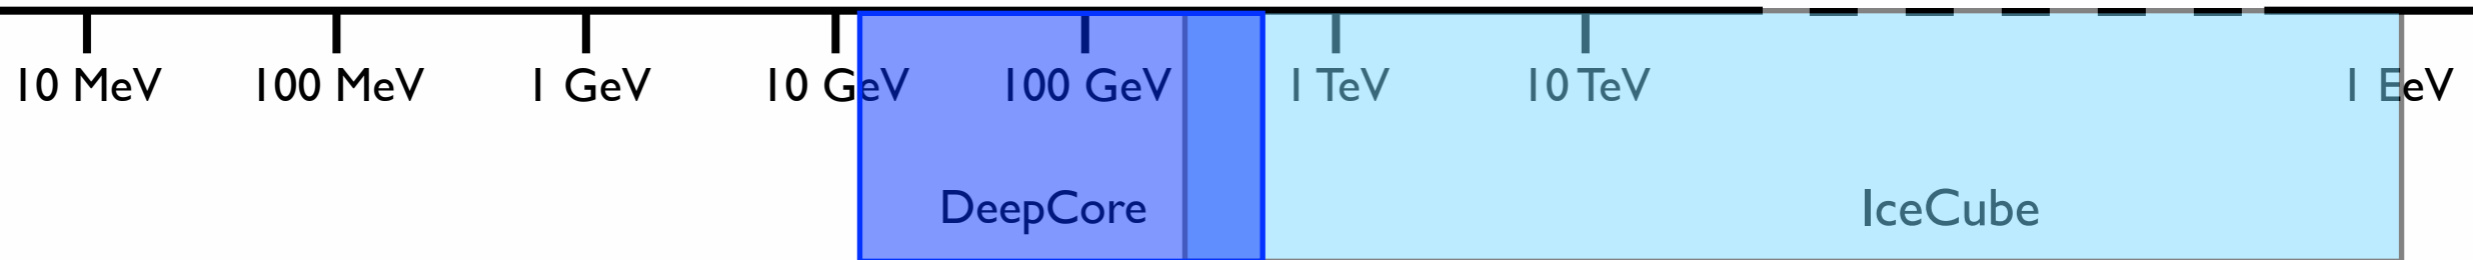 10 MeV 100 MeV 1 GeV 10 GeV 100 GeV 1 TeV 10 TeV 1 EeV
DeepCore IceCube